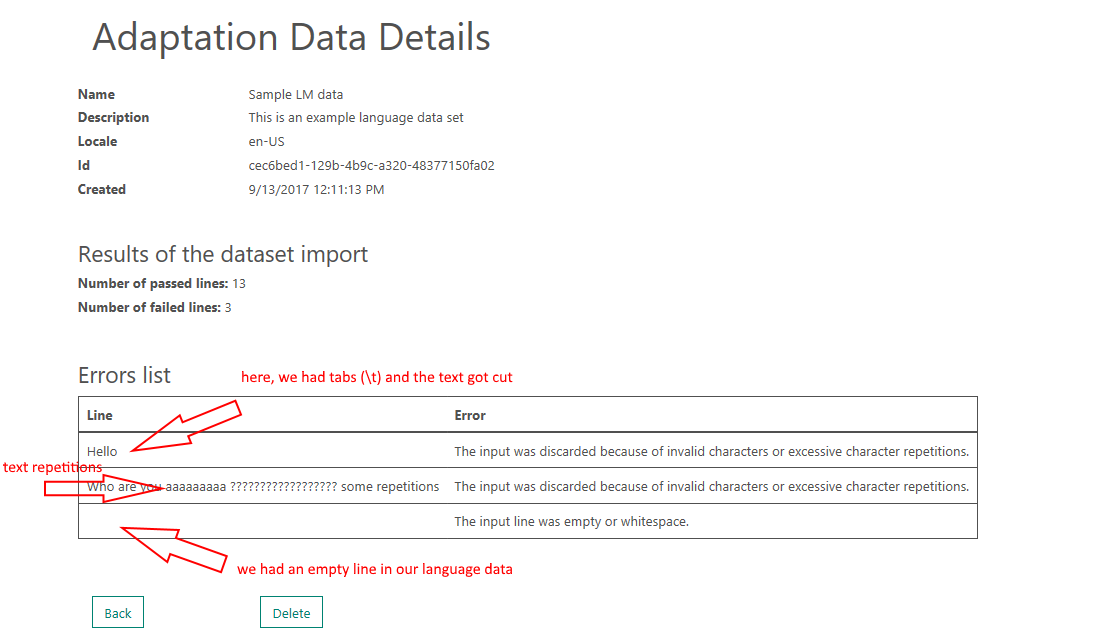 Adaptation Data Details
Name Sample LM data
Description This is an example language data set
Locale en-US
Id cec6bed1-129b-4b9c-a320-48377150fa02
Created 9/13/2017 12:11:13 PM
Results of the dataset import
Number of passed lines: 13
Number of failed lines: 3
Errors list
here, we had tabs (\t) and the text got cut
Line Error
Hello The input was discarded because of invalid characters or excessive character repetitions.
text repetitions
Who are you aaaaaaaaa ?????????????????? some repetitions The input was discarded because of invalid characters or excessive character repetitions.
The input line was empty or whitespace.
we had an empty line in our language data
Back Delete